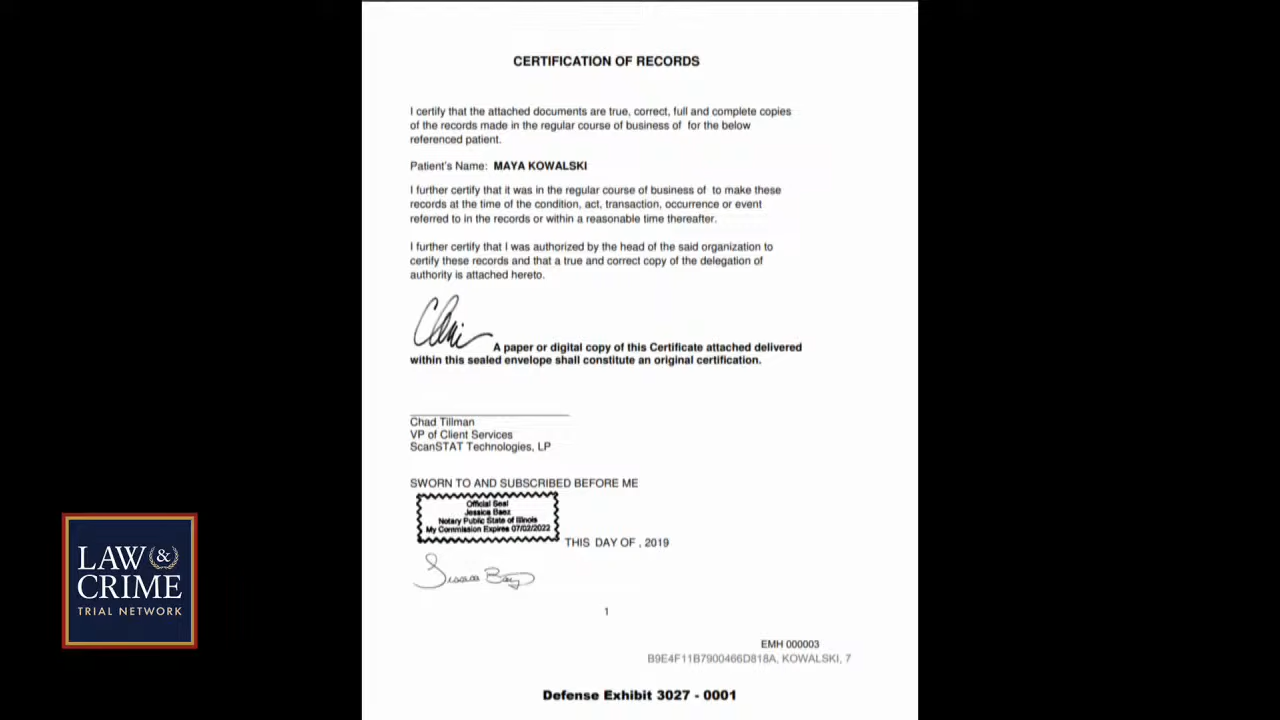 CERTIFICATION OF RECORDS
I certify that the attached documents are true, correct, full and complete copies
of the records made in the regular course of business of  for the below
referenced patient.
Patient's Name: MAYA KOWALSKI
I further certify that it was in the regular course of business of  to make these
records at the time of the condition, act, transaction, occurrence or event
referred to in the records or within a reasonable time thereafter.
I further certify that I was authorized by the head of the said organization to
certify these records and that a true and correct copy of the delegation of
authority is attached hereto.
A paper or digital copy of this Certificate attached delivered
within this sealed envelope shall constitute an original certification.
Chad Tillman
VP of Client Services
ScanSTAT Technologies, LP
SWORN TO AND SUBSCRIBED BEFORE ME
Official Seal
Jessica Baez
Notary Public State of Illinois
My Commission Expires 07/02/2022
THIS DAY OF , 2019
1
EMH 000003
B9E4F11B7900466D818A, KOWALSKI, 7
Defense Exhibit 3027 - 0001
LAW &
CRIME
TRIAL NETWORK